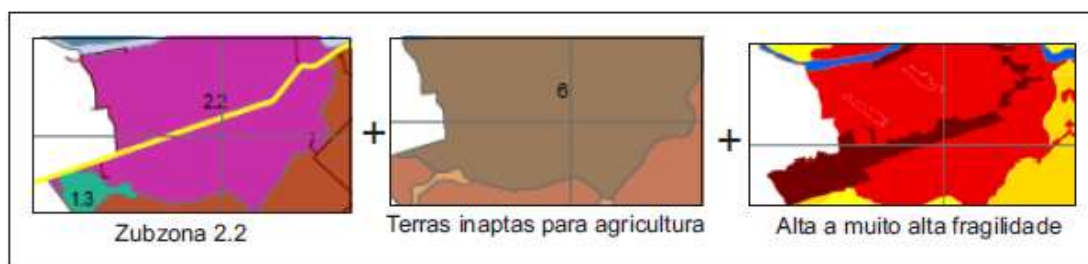 2.2
1.3
+
6
+
Zubzona 2.2
Terras inaptas para agricultura
Alta a muito alta fragilidade